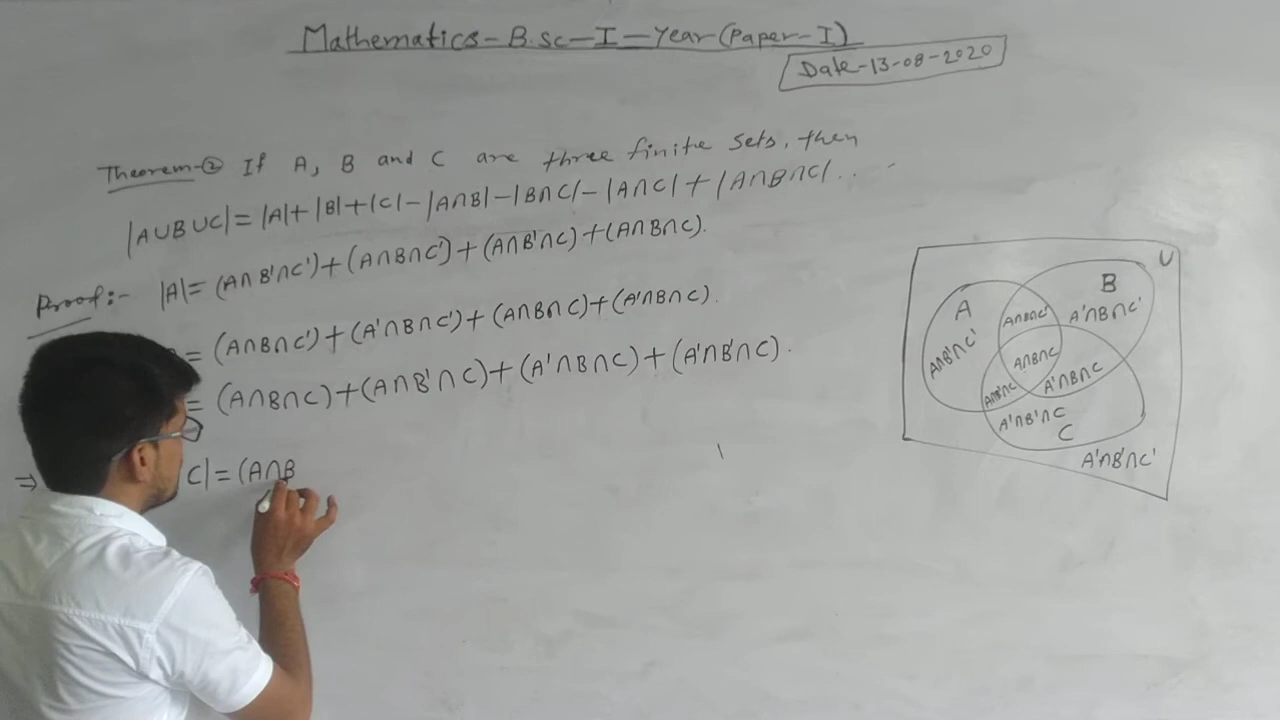 Mathematics-B.sc-I-Year(Paper-I)
Date-13-08-2020
Theorem-② If A, B and C are three finite sets, then
|A∪B∪C|= |A|+|B|+|C|-|A∩B|-|B∩C|-|A∩C|+|A∩B∩C|...
Proof:- |A|= (A∩B'∩C')+(A∩B∩C')+(A∩B'∩C)+(A∩B∩C).
= (A∩B∩C')+(A'∩B∩C')+(A∩B∩C)+(A'∩B∩C).
= (A∩B∩C)+(A∩B'∩C)+(A'∩B∩C)+(A'∩B'∩C).
⇒ C|=(A∩B
U
A
B
A∩B∩C'
A'∩B∩C'
A∩B'∩C'
A∩B∩C
A∩B'∩C
A'∩B∩C
A'∩B'∩C
C
A'∩B'∩C'